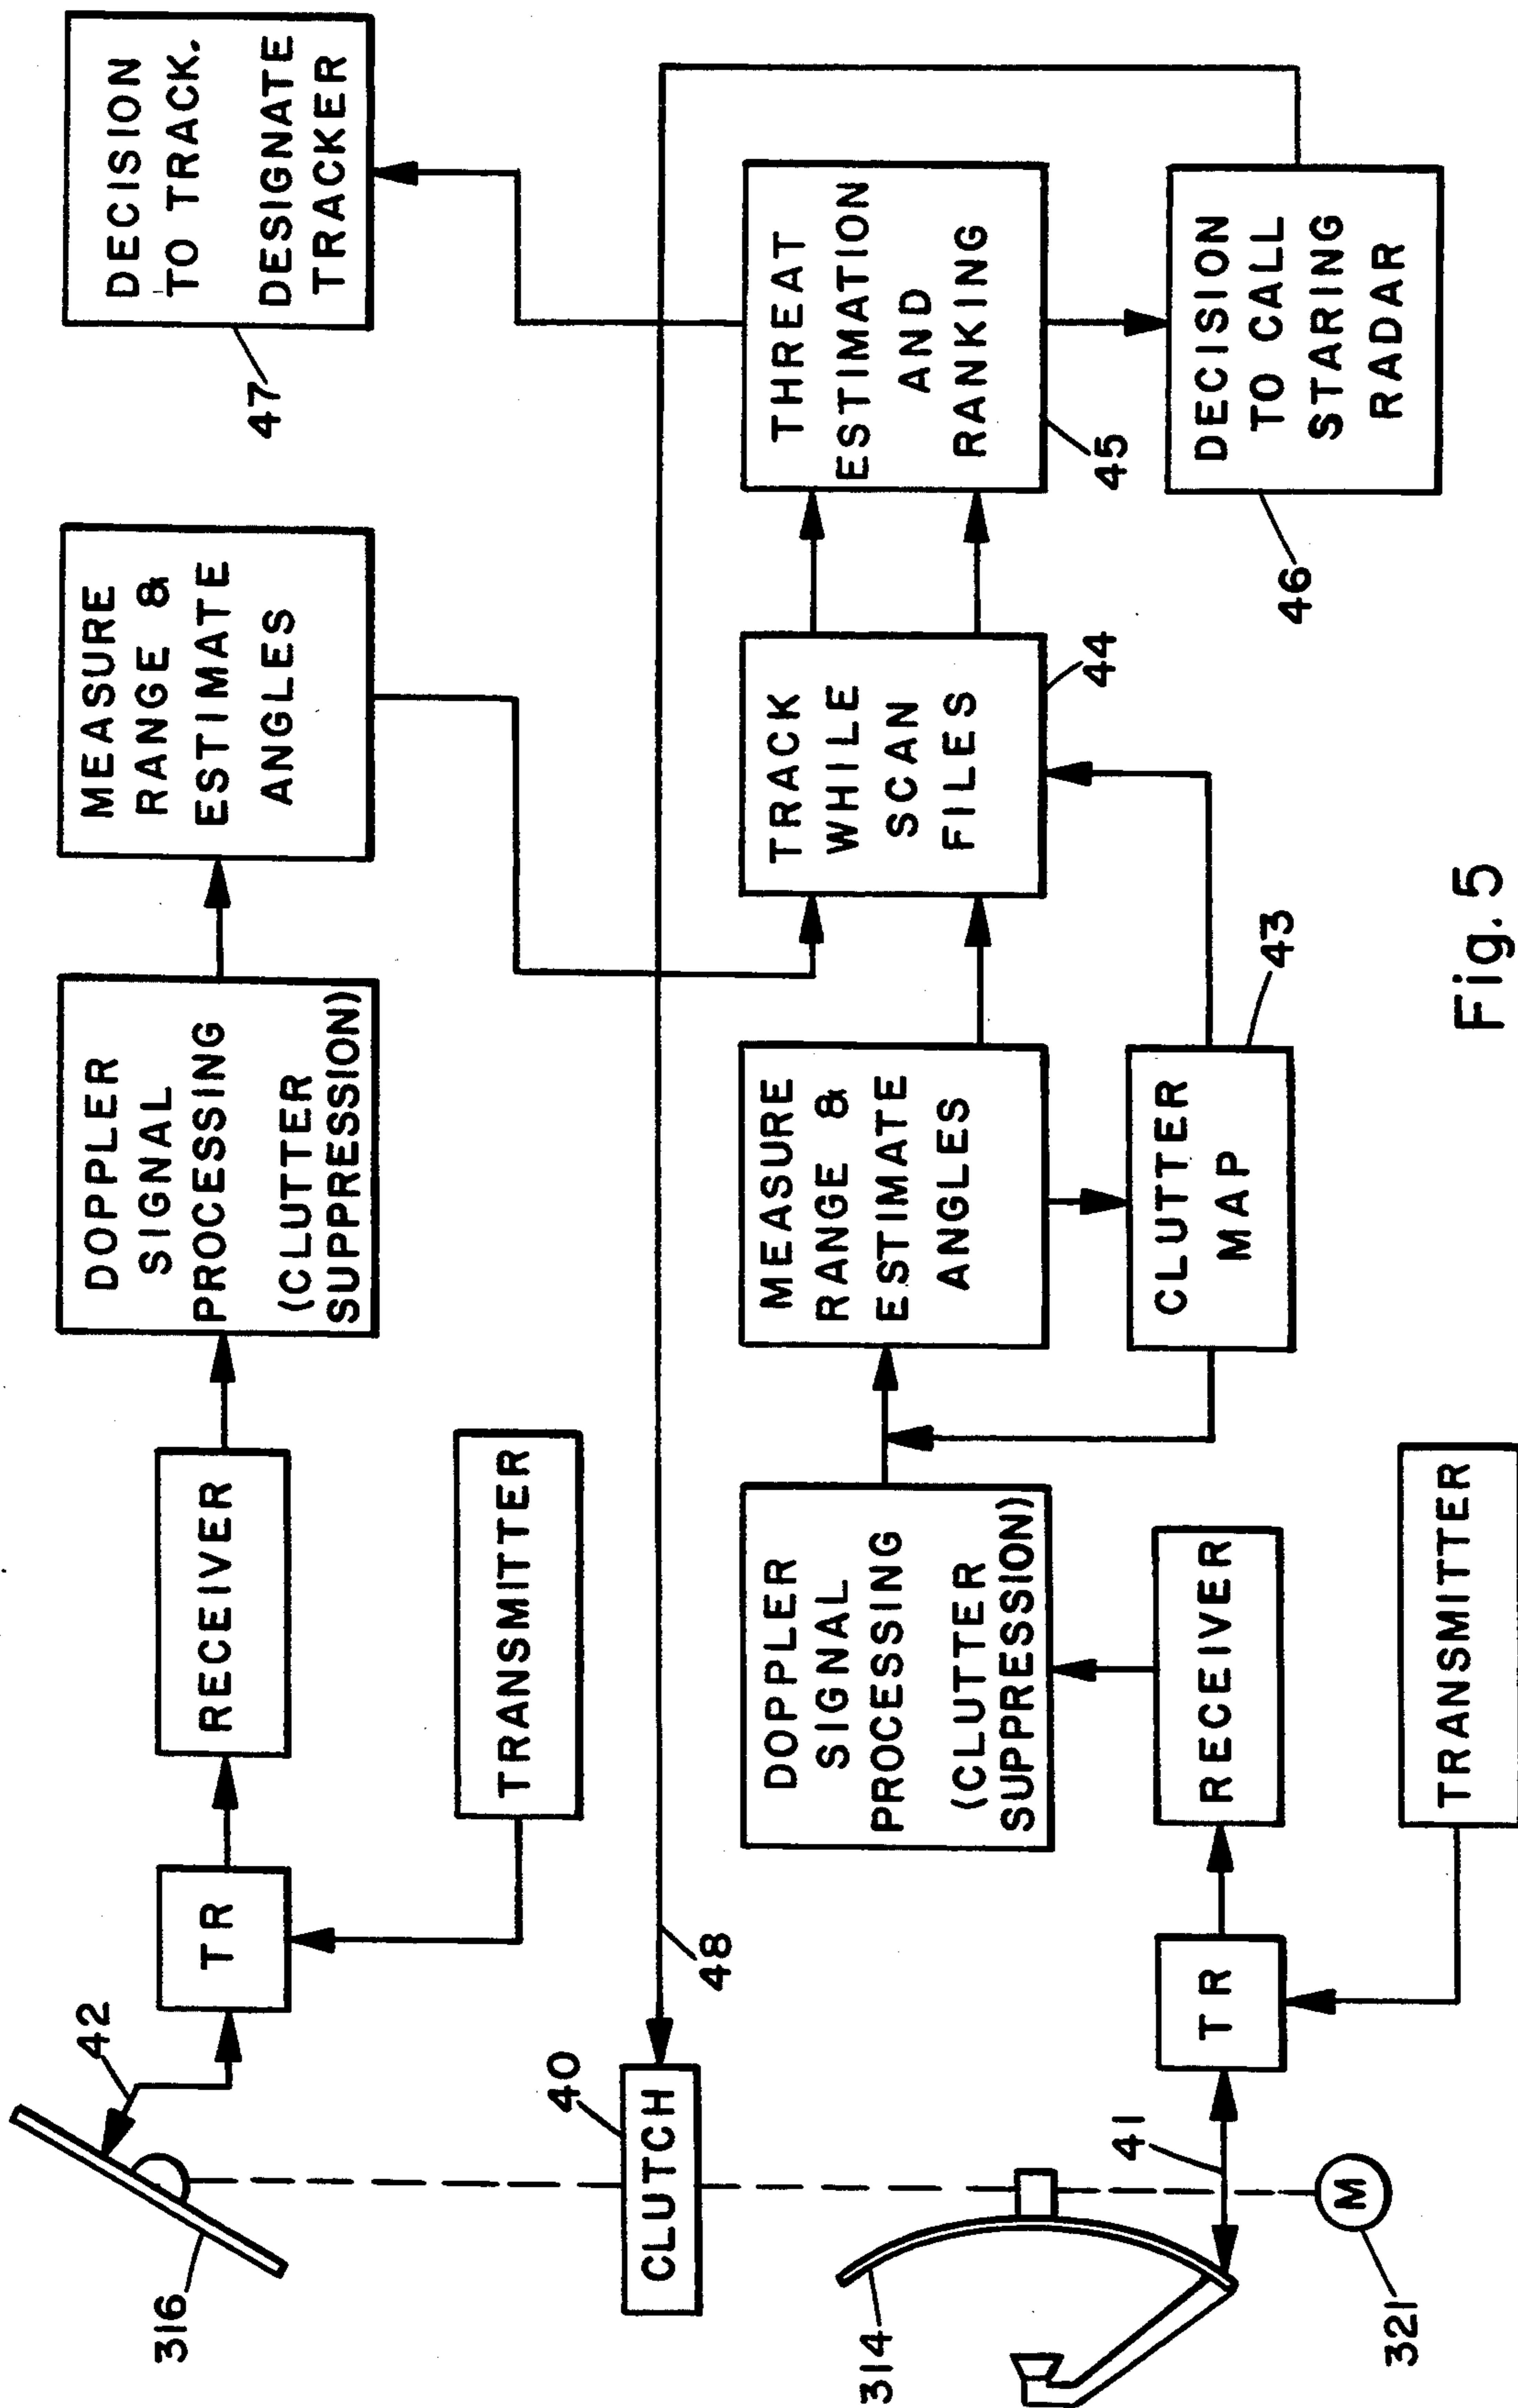 316
42
TR
RECEIVER
TRANSMITTER
DOPPLER
SIGNAL
PROCESSING
(CLUTTER
SUPPRESSION)
MEASURE
RANGE &
ESTIMATE
ANGLES
DECISION
TO TRACK.
DESIGNATE
TRACKER
47
40
CLUTCH
48
314
41
M
321
TR
RECEIVER
TRANSMITTER
DOPPLER
SIGNAL
PROCESSING
(CLUTTER
SUPPRESSION)
MEASURE
RANGE &
ESTIMATE
ANGLES
CLUTTER
MAP
43
TRACK
WHILE
SCAN
FILES
44
THREAT
ESTIMATION
AND
RANKING
45
DECISION
TO CALL
STARING
RADAR
46
Fig. 5